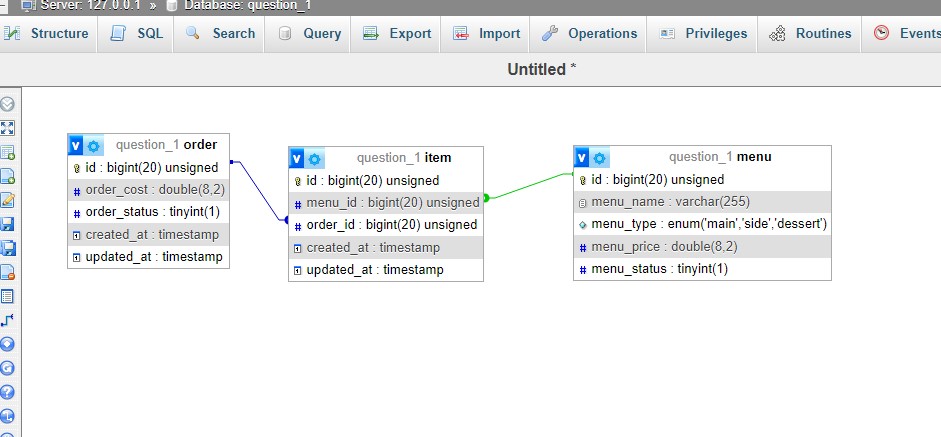 Server: 127.0.0.1 » Database: question_1
Structure SQL Search Query Export Import Operations Privileges Routines Events
Untitled *
question_1 order
id : bigint(20) unsigned
order_cost : double(8,2)
order_status : tinyint(1)
created_at : timestamp
updated_at : timestamp
question_1 item
id : bigint(20) unsigned
menu_id : bigint(20) unsigned
order_id : bigint(20) unsigned
created_at : timestamp
updated_at : timestamp
question_1 menu
id : bigint(20) unsigned
menu_name : varchar(255)
menu_type : enum('main','side','dessert')
menu_price : double(8,2)
menu_status : tinyint(1)